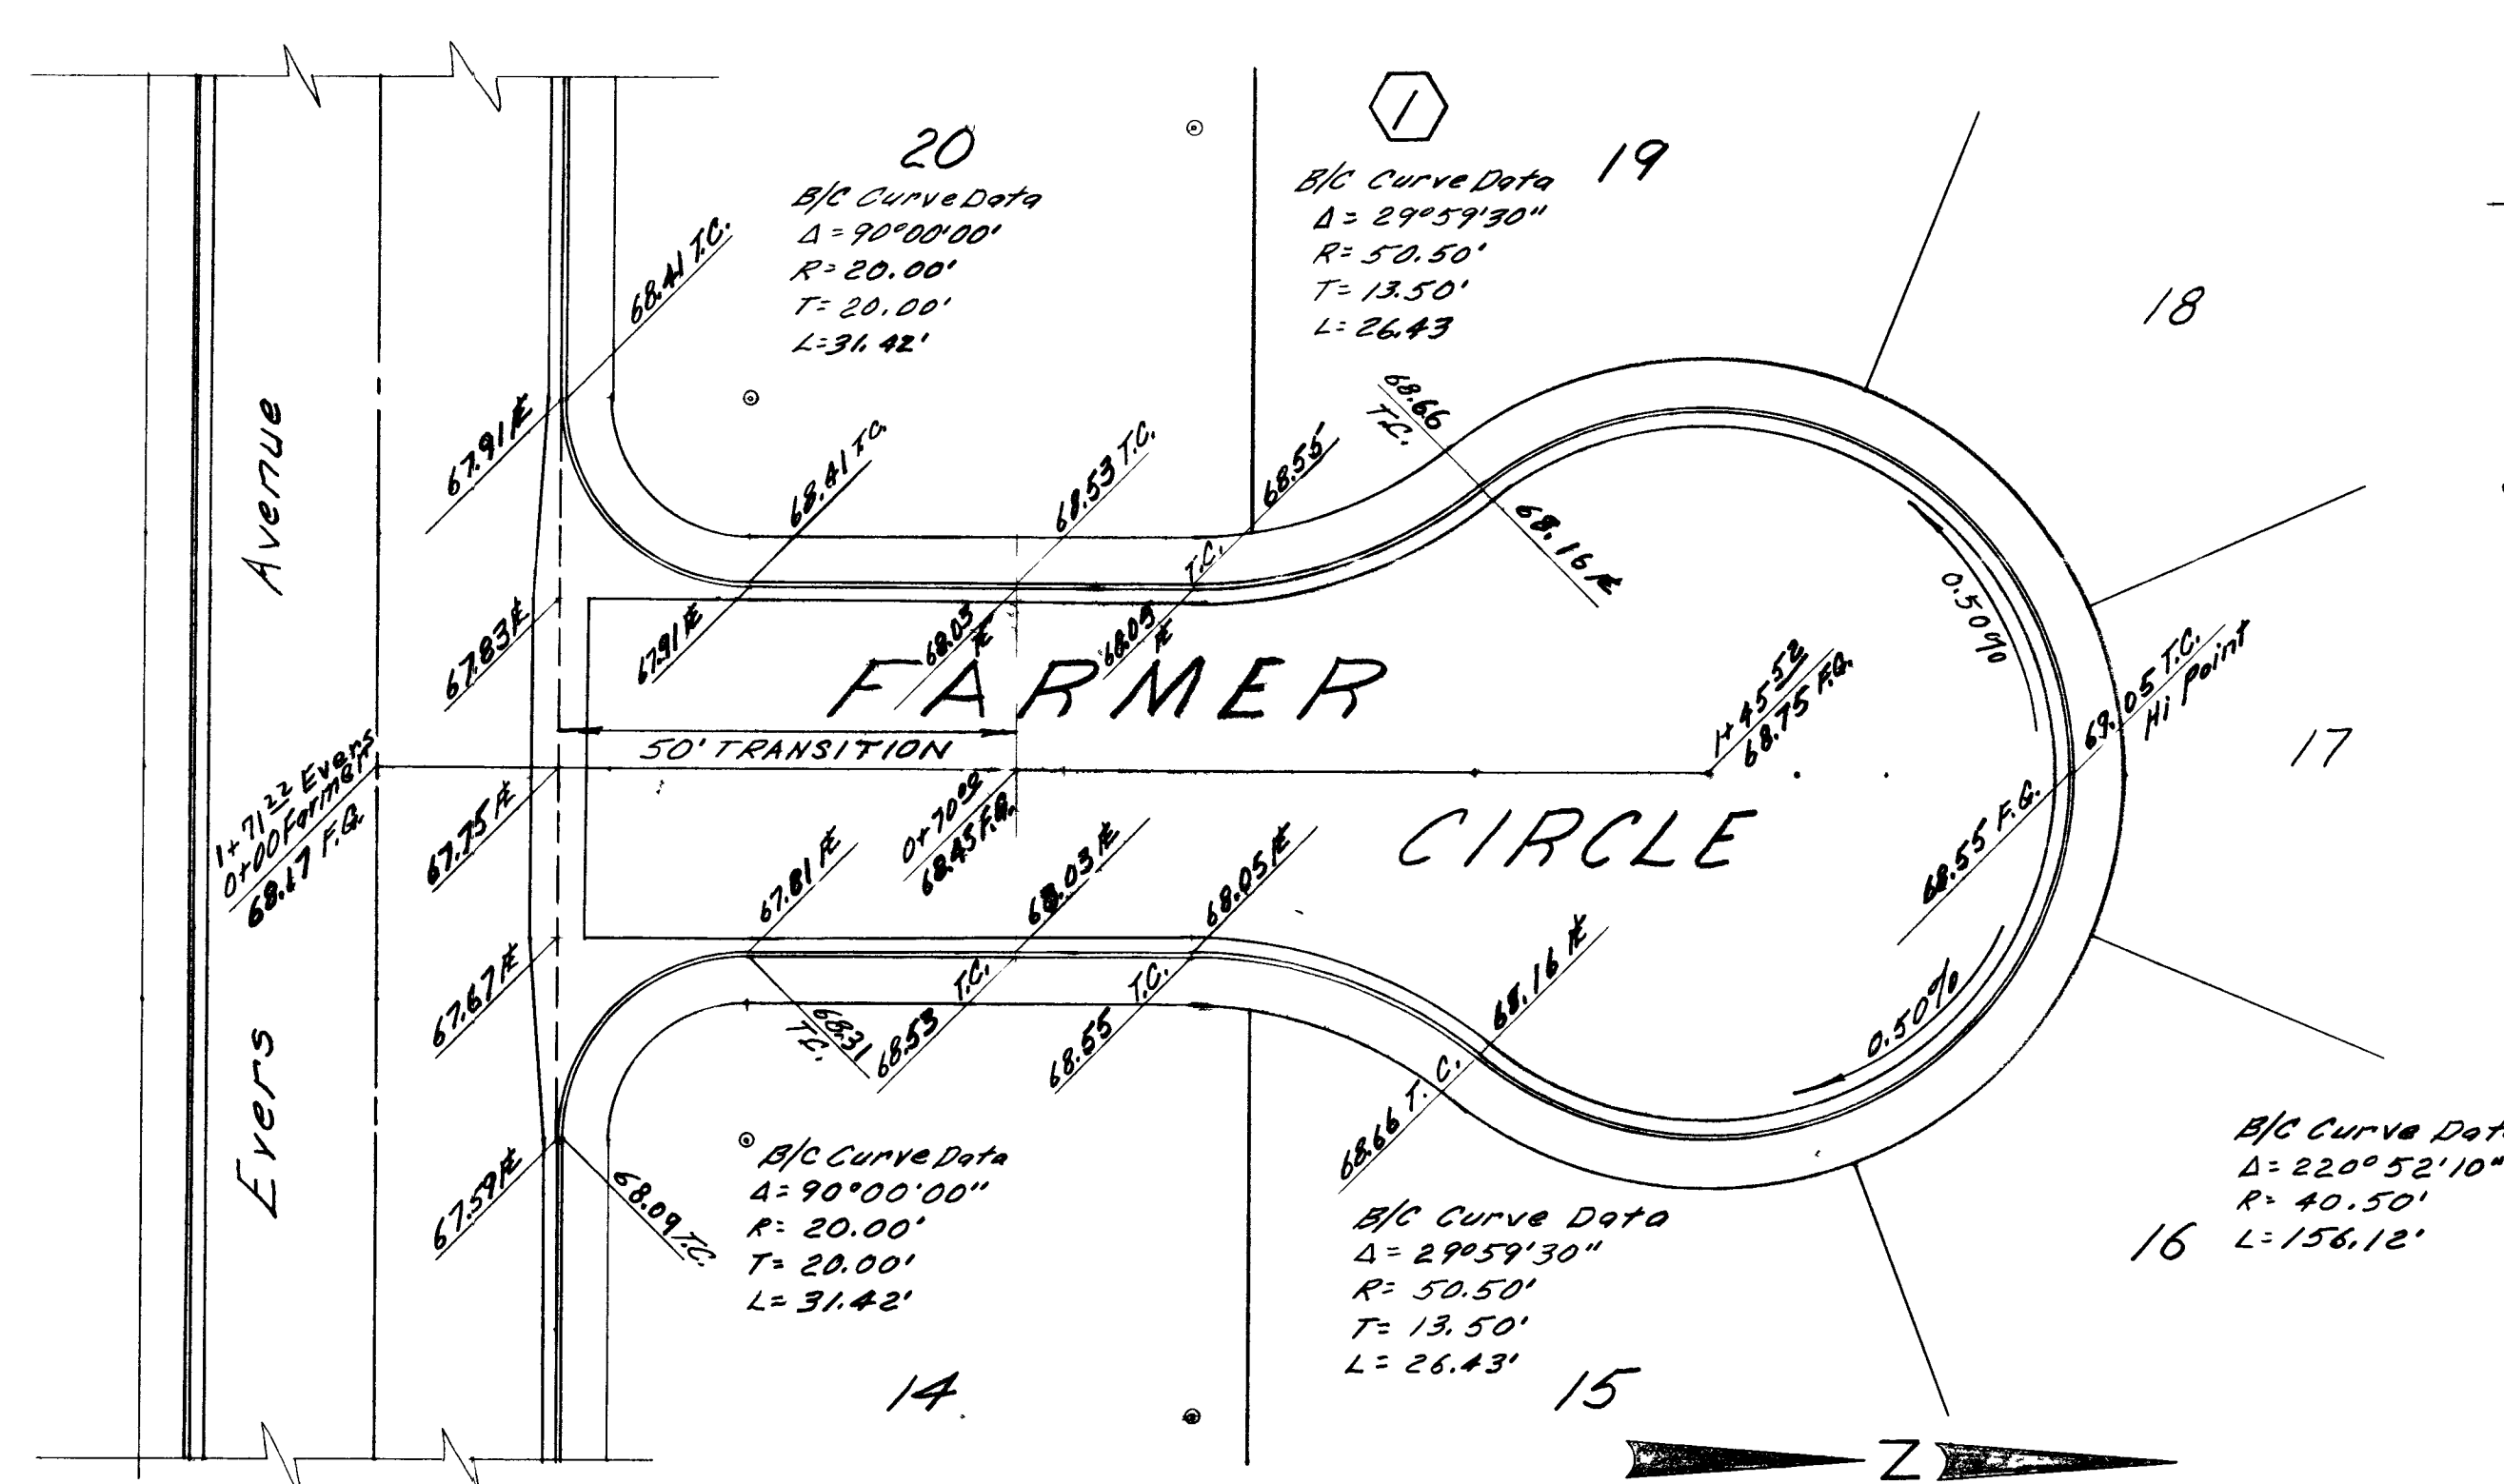 20
B/C Curve Data
Δ = 90°00'00'
R = 20.00'
T = 20.00'
L = 31.42'
1
19
B/C Curve Data
Δ = 29°59'30"
R = 50.50'
T = 13.50'
L = 26.43
18
68.41 T.C.
67.91 ℄
68.41 T.C.
68.53 T.C.
68.55
T.C.
68.66
T.C.
68.16 ℄
67.83 ℄
67.91 ℄
68.03
℄
68.05
℄
0.50%
Avenue
FARMER
50' TRANSITION
1+45 52
68.75 F.G.
69.05 T.C.
Hi point
17
1+71 22 Evers
0+00 Farmer
68.17 F.G.
67.75 ℄
67.81 ℄
0+70 09
68.45 F.G.
68.03 ℄
68.05 ℄
CIRCLE
68.55 F.G.
67.67 ℄
68.31
T.C.
68.53 T.C.
68.55 T.C.
68.16 ℄
0.50%
Evers
67.59 ℄
68.09 T.C.
68.66 T.C.
B/C Curve Data
Δ = 90°00'00"
R = 20.00'
T = 20.00'
L = 31.42'
14
B/C Curve Data
Δ = 29°59'30"
R = 50.50'
T = 13.50'
L = 26.43'
15
B/C Curve Dat
Δ = 220°52'10"
R = 40.50'
L = 156.12'
16
Z